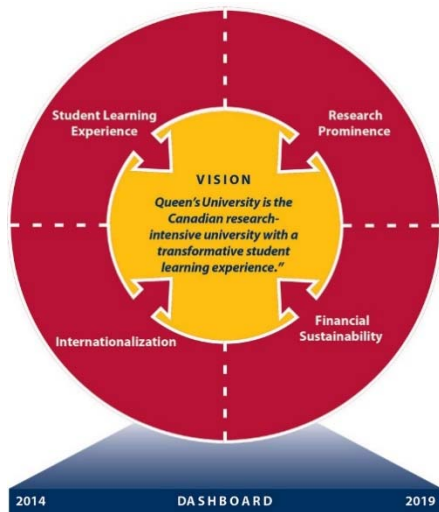 Student Learning
Experience
Research
Prominence
VISION
Queen's University is the
Canadian research-
intensive university with a
transformative student
learning experience.”
Internationalization
Financial
Sustainability
2014 DASHBOARD 2019